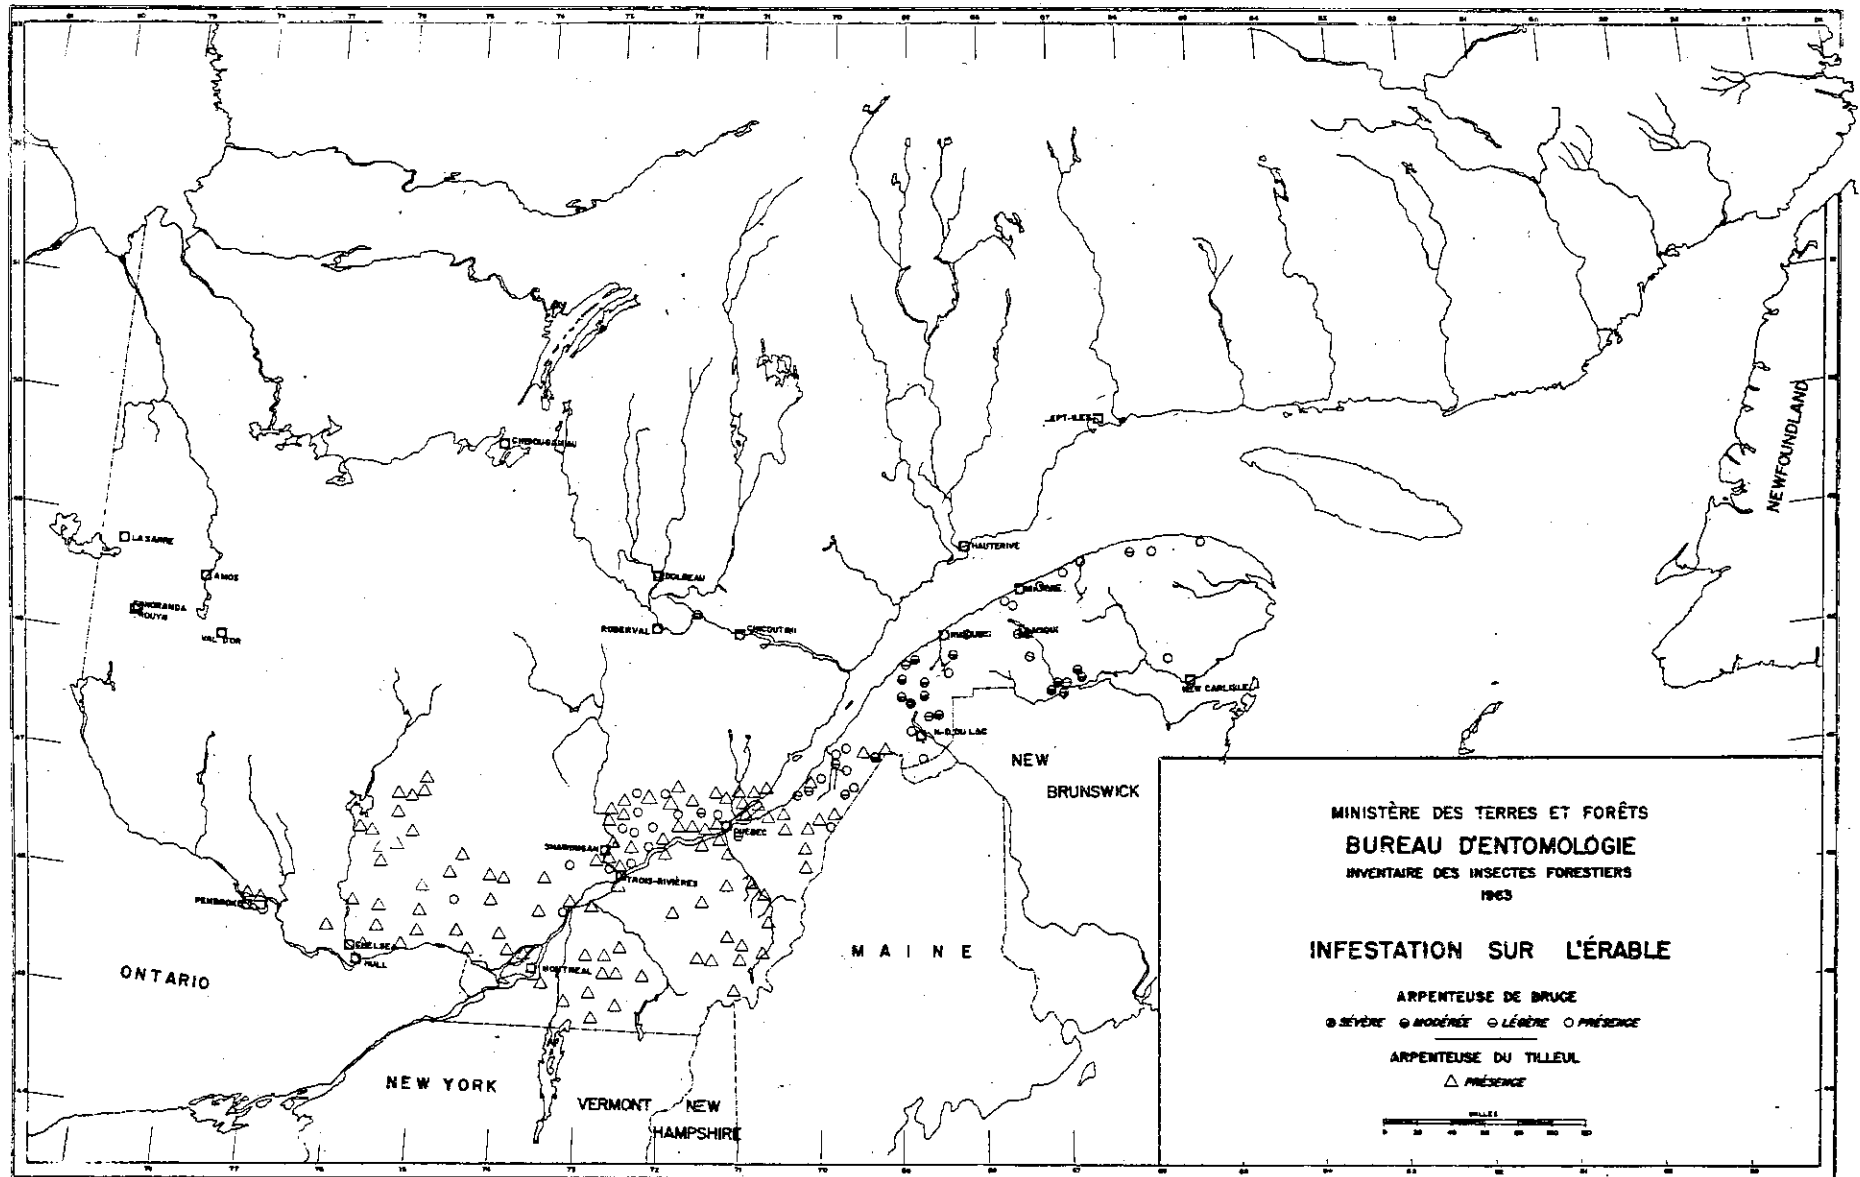 CHIBOUGAMAU
LA SARRE
AMOS
NORANDA
ROUYN
VAL D'OR
DOLBEAU
ROBERVAL
CHICOUTIMI
HAUTERIVE
EPT-ILES
MATANE
RIMOUSKI
NEW CARLISLE
N-D. DU LAC
QUÉBEC
SHAWINIGAN
TROIS-RIVIÈRES
PEMBROKE
CHELSEA
HULL
MONTRÉAL
NEWFOUNDLAND
NEW
BRUNSWICK
MAINE
ONTARIO
NEW YORK
VERMONT
NEW
HAMPSHIRE
MINISTÈRE DES TERRES ET FORÊTS
BUREAU D'ENTOMOLOGIE
INVENTAIRE DES INSECTES FORESTIERS
1963
INFESTATION SUR L'ÉRABLE
ARPENTEUSE DE BRUCE
SÉVÈRE MODÉRÉE LÉGÈRE PRÉSENCE
ARPENTEUSE DU TILLEUL
PRÉSENCE
MILLES